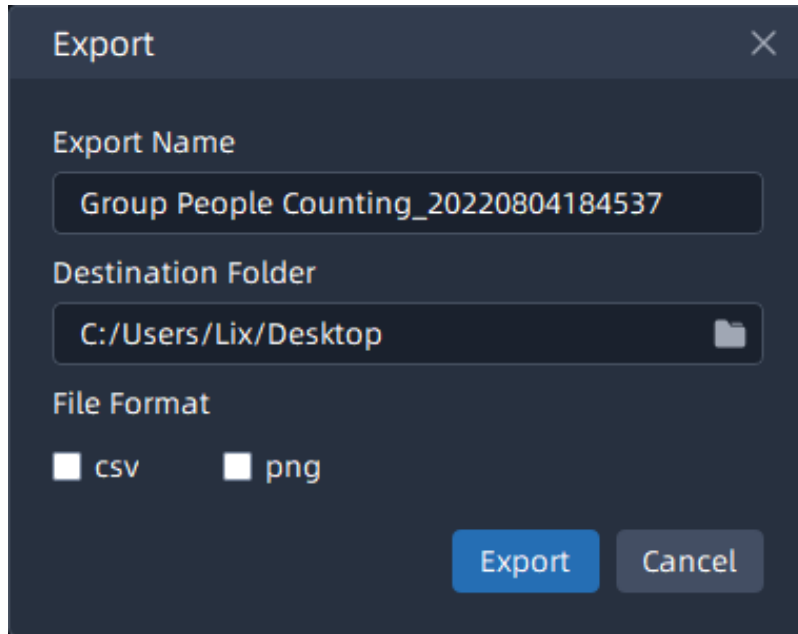 Export
Export Name
Group People Counting_20220804184537
Destination Folder
C:/Users/Lix/Desktop
File Format
csv png
Export Cancel